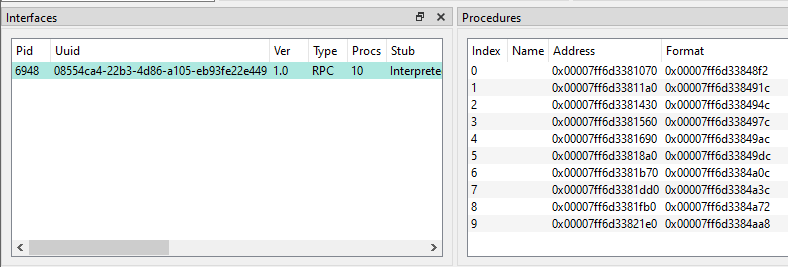 Interfaces
Pid Uuid Ver Type Procs Stub
6948 08554ca4-22b3-4d86-a105-eb93fe22e449 1.0 RPC 10 Interprete
Procedures
Index Name Address Format
0 0x00007ff6d3381070 0x00007ff6d33848f2
1 0x00007ff6d33811a0 0x00007ff6d338491c
2 0x00007ff6d3381430 0x00007ff6d338494c
3 0x00007ff6d3381560 0x00007ff6d338497c
4 0x00007ff6d3381690 0x00007ff6d33849ac
5 0x00007ff6d33818a0 0x00007ff6d33849dc
6 0x00007ff6d3381b70 0x00007ff6d3384a0c
7 0x00007ff6d3381dd0 0x00007ff6d3384a3c
8 0x00007ff6d3381fb0 0x00007ff6d3384a72
9 0x00007ff6d33821e0 0x00007ff6d3384aa8